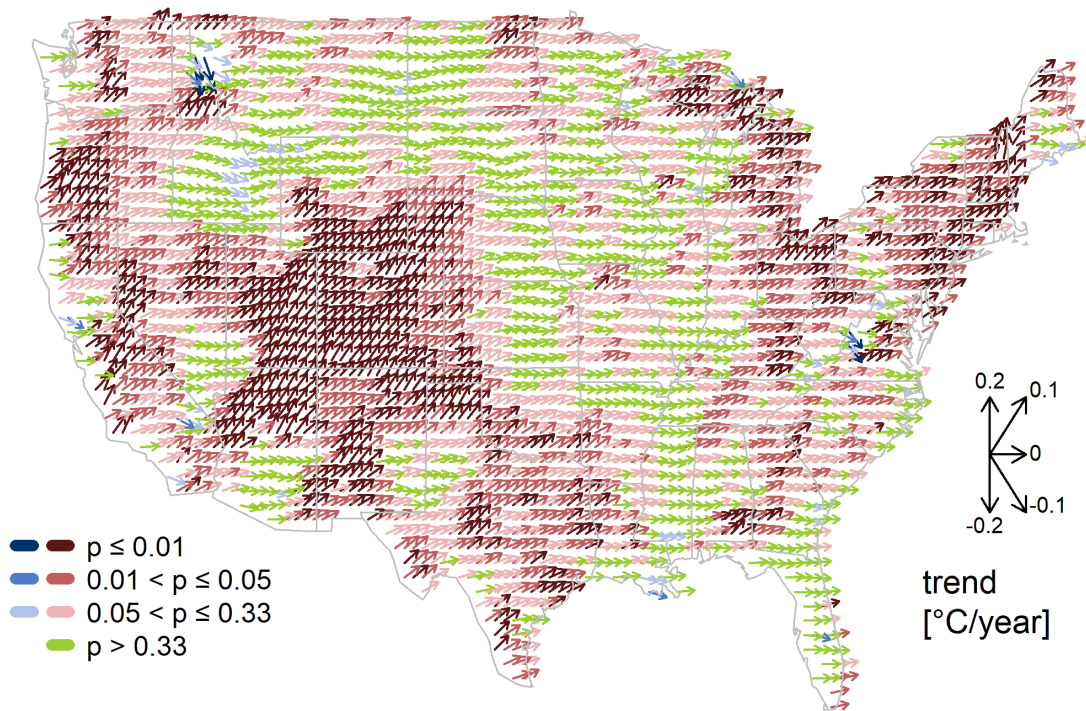 0.2
0.1
0
-0.1
-0.2
p ≤ 0.01
0.01 < p ≤ 0.05
0.05 < p ≤ 0.33
p > 0.33
trend
[°C/year]